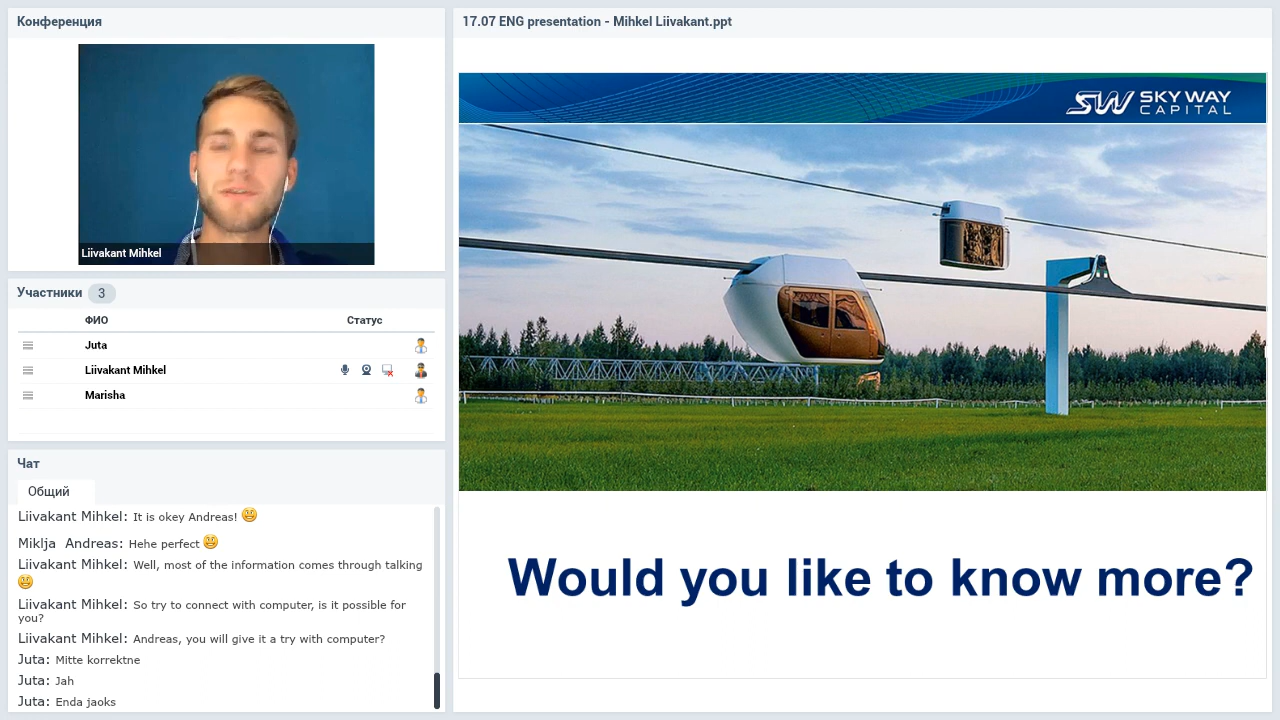 Конференция
Liivakant Mihkel
Участники 3
ФИО Статус
Juta
Liivakant Mihkel
Marisha
Чат
Общий
Liivakant Mihkel: It is okey Andreas!
Miklja Andreas: Hehe perfect
Liivakant Mihkel: Well, most of the information comes through talking
Liivakant Mihkel: So try to connect with computer, is it possible for
you?
Liivakant Mihkel: Andreas, you will give it a try with computer?
Juta: Mitte korrektne
Juta: Jah
Juta: Enda jaoks
17.07 ENG presentation - Mihkel Liivakant.ppt
SW SKY WAY
CAPITAL
Would you like to know more?